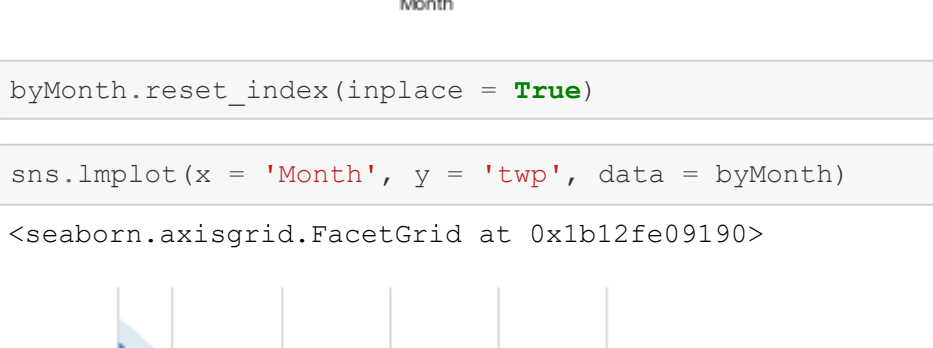 Month
byMonth.reset_index(inplace = True)
sns.lmplot(x = 'Month', y = 'twp', data = byMonth)
<seaborn.axisgrid.FacetGrid at 0x1b12fe09190>